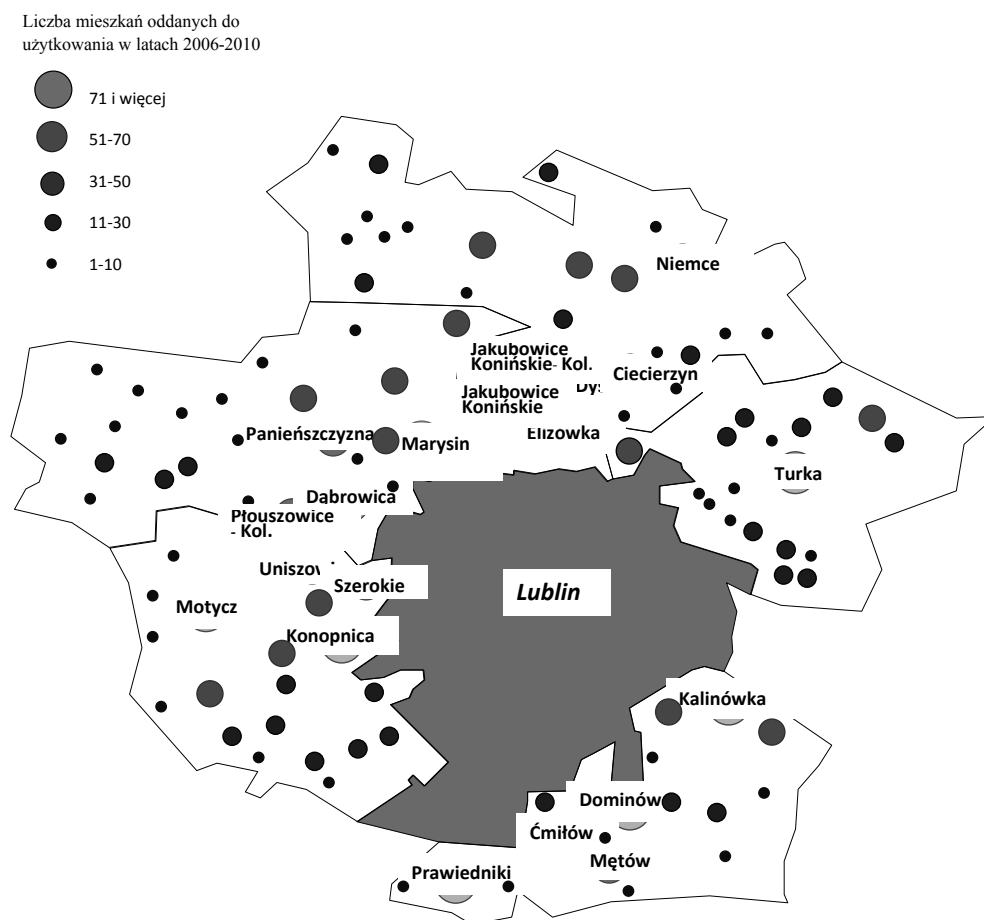 Liczba mieszkań oddanych do
użytkowania w latach 2006-2010
71 i więcej
51-70
31-50
11-30
1-10
Niemce
Jakubowice
Konińskie- Kol.
Ciecierzyn
Jakubowice
Konińskie
Elizówka
Panieńszczyzna
Marysin
Turka
Dąbrowica
Płouszowice
- Kol.
Szerokie
Lublin
Motycz
Konopnica
Kalinówka
Dominów
Ćmiłów
Mętów
Prawiedniki